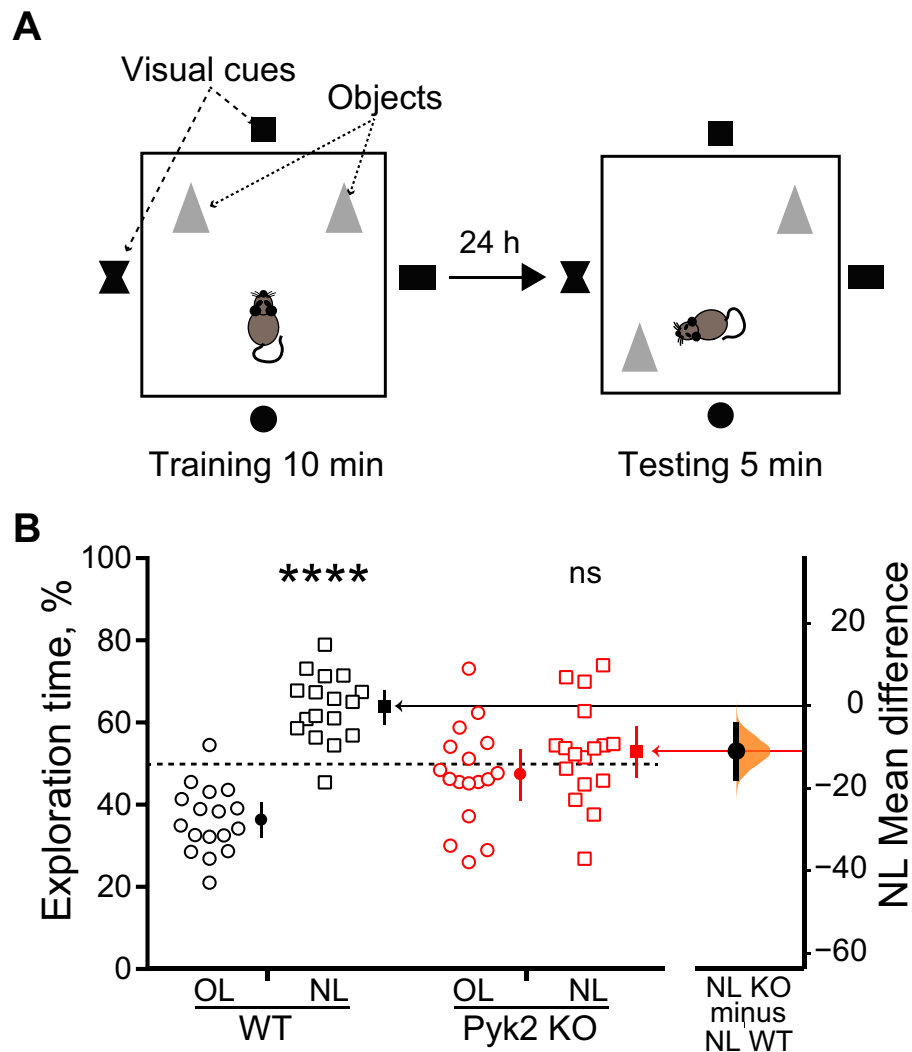 A
Visual cues
Objects
24 h
Training 10 min
Testing 5 min
B
Exploration time, %
100
80
60
40
20
0
****
ns
20
0
−20
−40
−60
NL Mean difference
OL NL OL NL
WT Pyk2 KO
NL KO
minus
NL WT